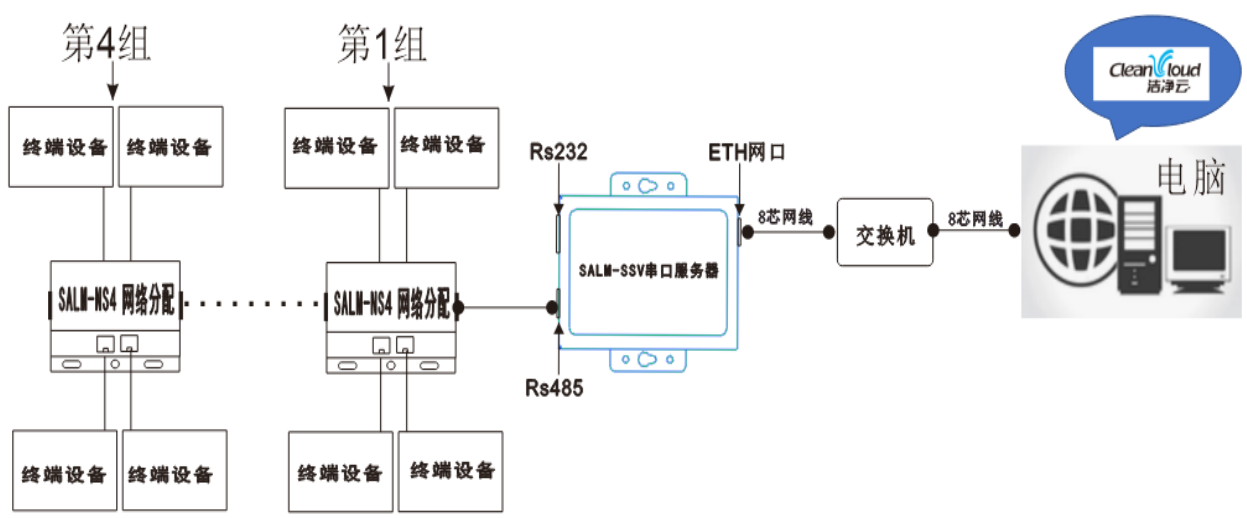 第4组
第1组
Clean Cloud
洁净云
终端设备
终端设备
终端设备
终端设备
Rs232
ETH网口
电脑
8芯网线
交换机
8芯网线
SALM-SSV串口服务器
SALM-NS4 网络分配
SALM-NS4 网络分配
Rs485
终端设备
终端设备
终端设备
终端设备